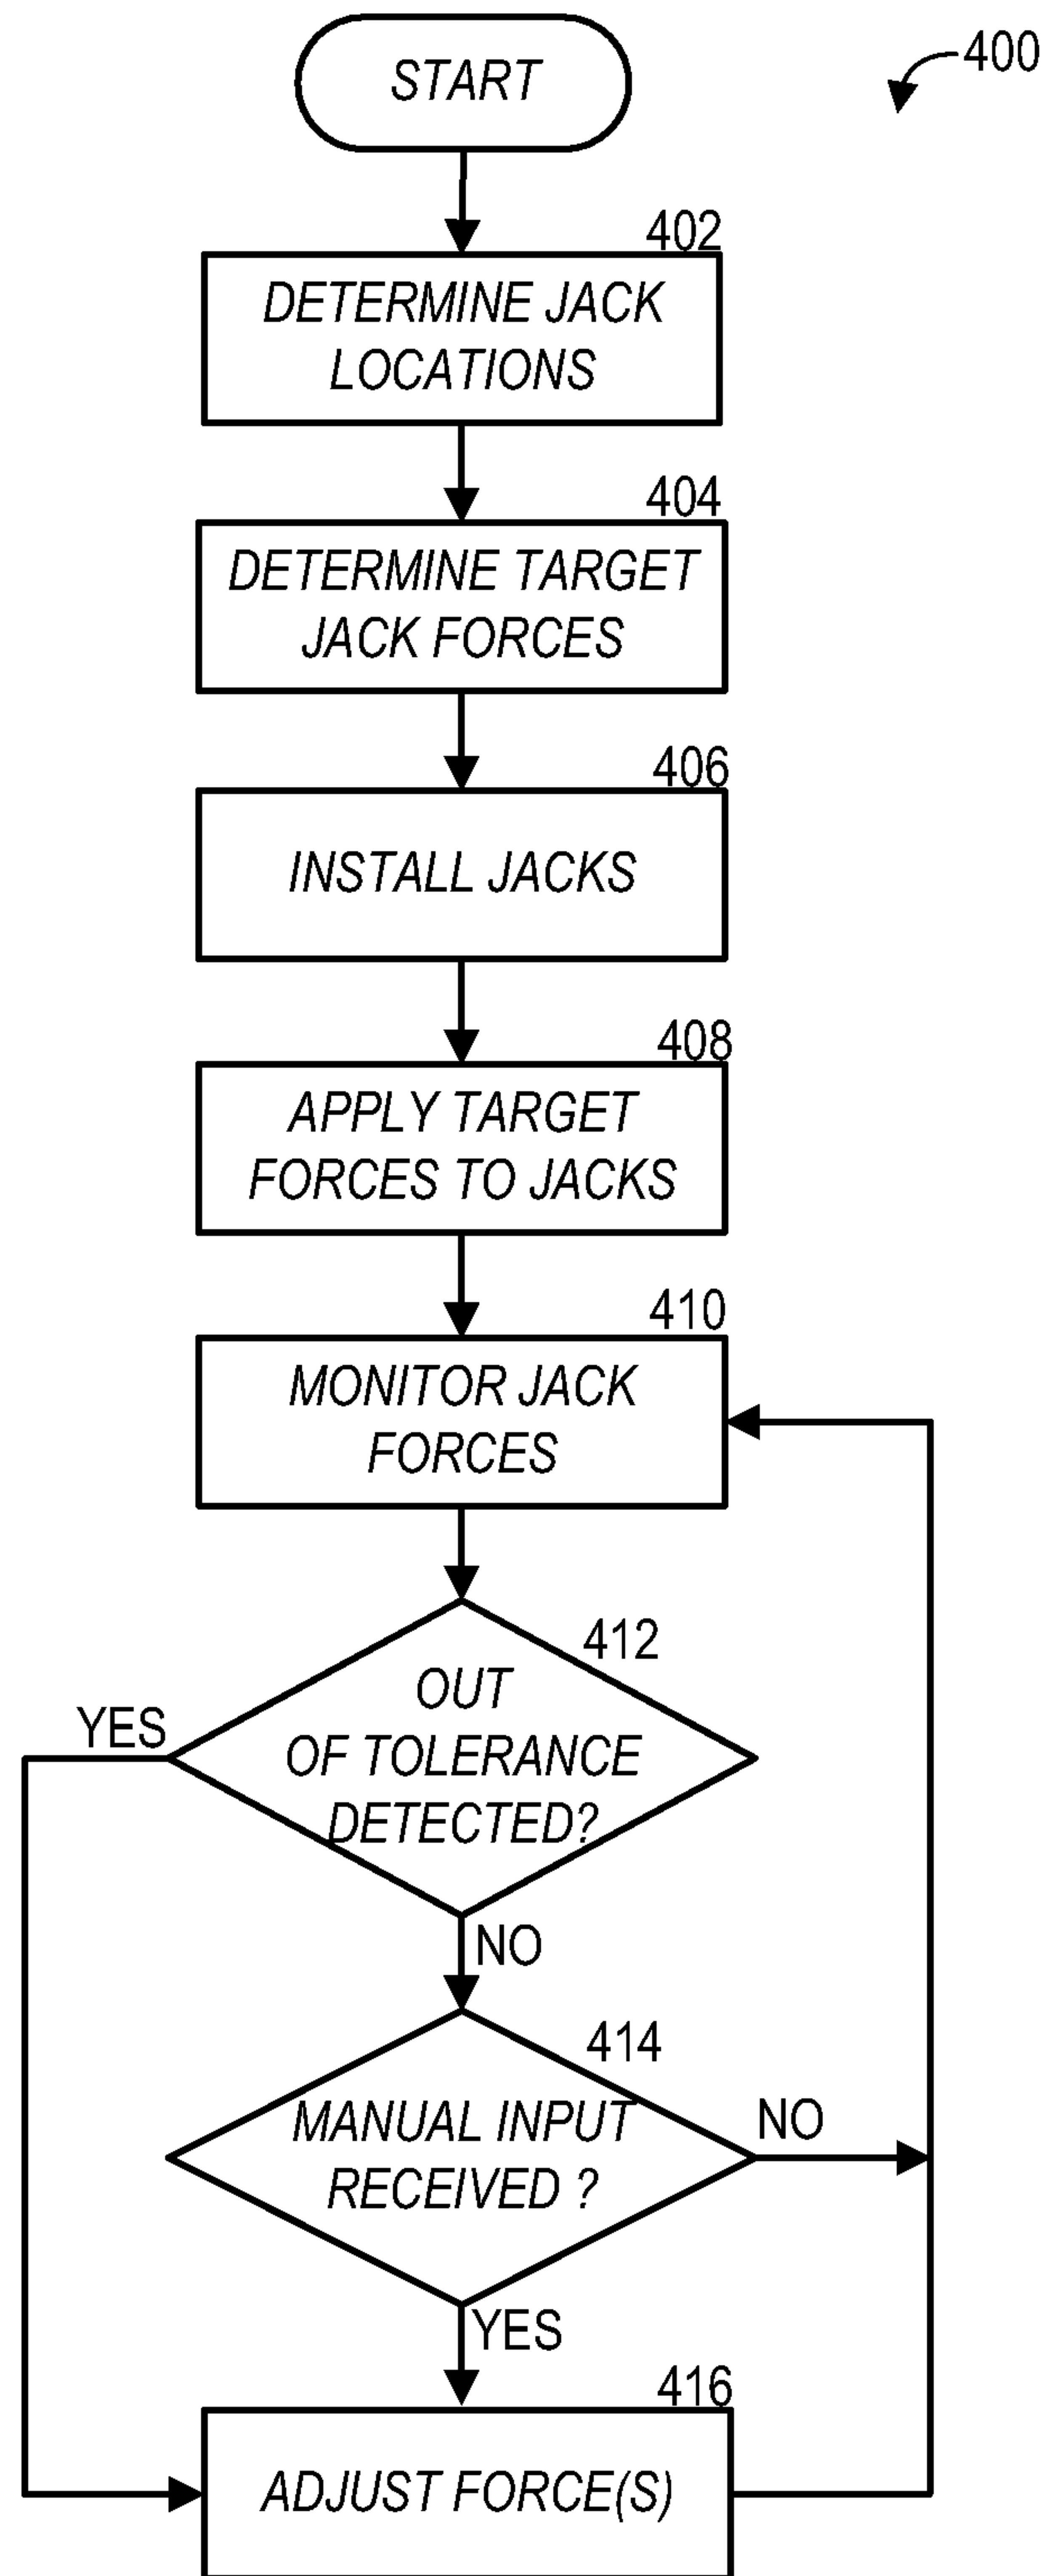 START
400
402
DETERMINE JACK
LOCATIONS
404
DETERMINE TARGET
JACK FORCES
406
INSTALL JACKS
408
APPLY TARGET
FORCES TO JACKS
410
MONITOR JACK
FORCES
412
OUT
OF TOLERANCE
DETECTED?
YES
NO
414
MANUAL INPUT
RECEIVED ?
NO
YES
416
ADJUST FORCE(S)